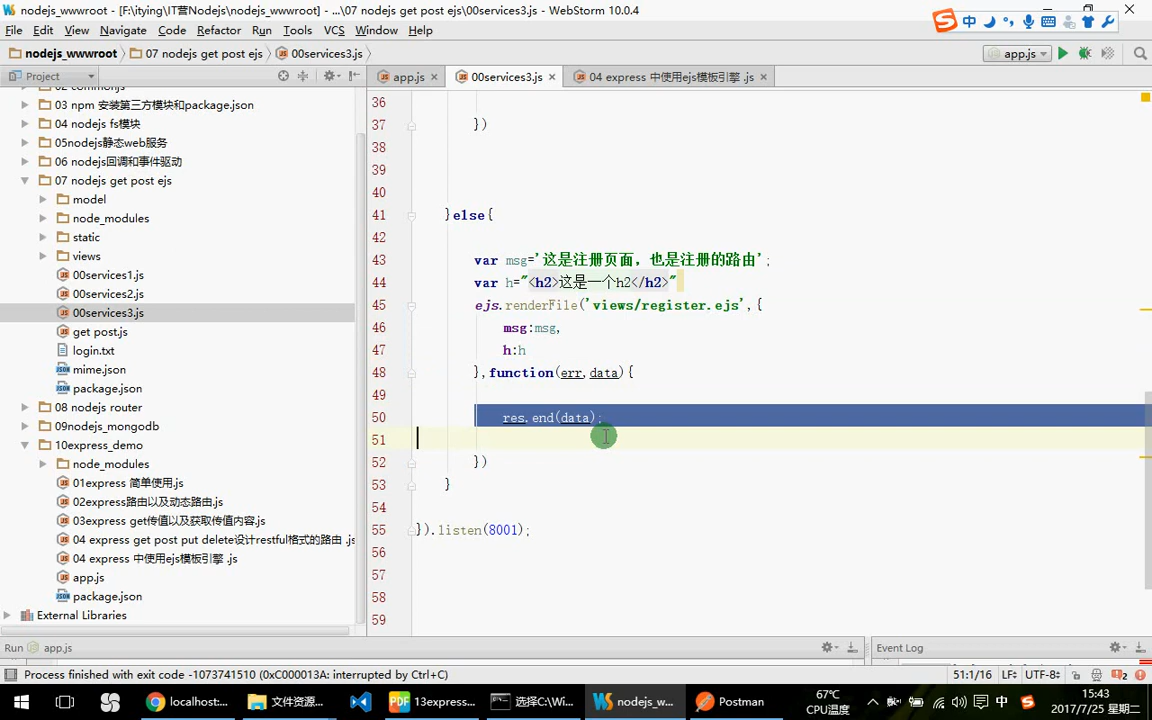 nodejs_wwwroot - [F:\itying\IT营Nodejs\nodejs_wwwroot] - ...\07 nodejs get post ejs\00services3.js - WebStorm 10.0.4
File Edit View Navigate Code Refactor Run Tools VCS Window Help
中
nodejs_wwwroot 07 nodejs get post ejs 00services3.js
app.js
Project
app.js 00services3.js 04 express 中使用ejs模板引擎 .js
02 commonjs
03 npm 安装第三方模块和package.json
04 nodejs fs模块
05nodejs静态web服务
06 nodejs回调和事件驱动
07 nodejs get post ejs
model
node_modules
static
views
00services1.js
00services2.js
00services3.js
get post.js
login.txt
mime.json
package.json
08 nodejs router
09nodejs_mongodb
10express_demo
node_modules
01express 简单使用.js
02express路由以及动态路由.js
03express get传值以及获取传值内容.js
04 express get post put delete设计restful格式的路由 .js
04 express 中使用ejs模板引擎 .js
app.js
package.json
External Libraries
36
37 })
38
39
40
41 }else{
42
43 var msg='这是注册页面，也是注册的路由';
44 var h="<h2>这是一个h2</h2>"
45 ejs.renderFile('views/register.ejs',{
46 msg:msg,
47 h:h
48 },function(err,data){
49
50 res.end(data);
51
52 })
53 }
54
55 }).listen(8001);
56
57
58
59
Run app.js
Event Log
Process finished with exit code -1073741510 (0xC000013A: interrupted by Ctrl+C)
51:1/16 LF÷ UTF-8÷
localhost:... 文件资源... 13express... 选择C:\Wi... nodejs_w... Postman
67℃
CPU温度
中
15:43
2017/7/25 星期二